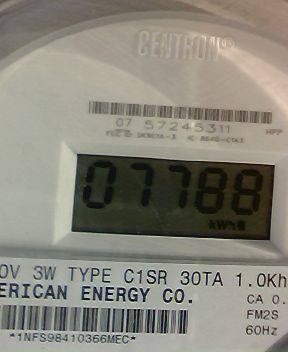 CENTRON®
07 57245311
07788
kWh
0V 3W TYPE C1SR 30TA 1.0Kh
ERICAN ENERGY CO.
CA 0.
FM2S
60Hz
*1NFS98410366MEC*